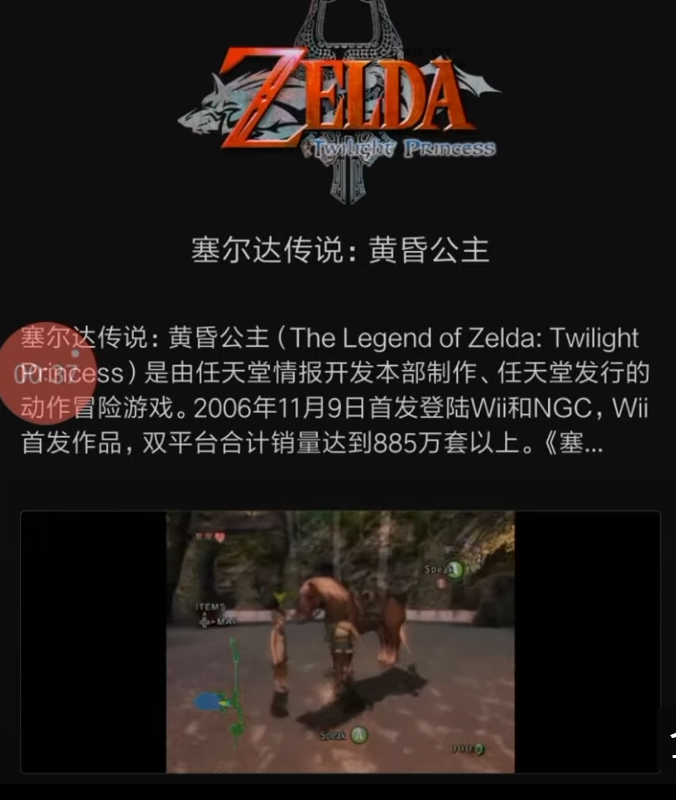 ZELDA
Twilight Princess
塞尔达传说：黄昏公主
塞尔达传说：黄昏公主（The Legend of Zelda: Twilight
Princess）是由任天堂情报开发本部制作、任天堂发行的
动作冒险游戏。2006年11月9日首发登陆Wii和NGC，Wii
首发作品，双平台合计销量达到885万套以上。《塞...
Speak A
ITEMS
MAP
Speak A